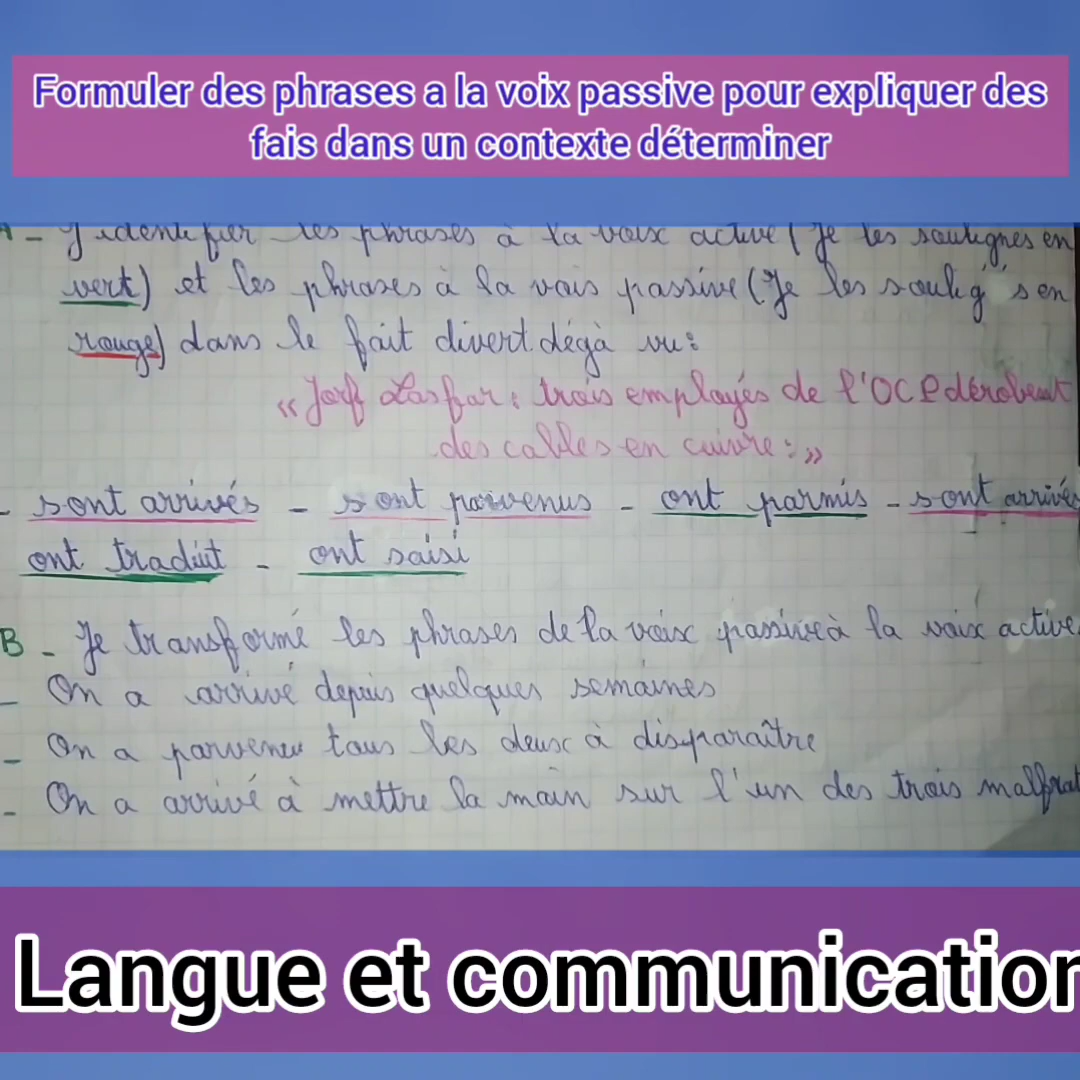 Formuler des phrases a la voix passive pour expliquer des
fais dans un contexte déterminer
A - J'identifier les phrases à la voix active (Je les soulignes en
vert) et les phrases à la vois passive (Je les en
rouge) dans le fait divert déjà vu:
«Jorf Lasfar: trois employés de l'OCP dérobent
des calbles en cuivre:»
- sont arrivés - sont parvenus - ont parmis - sont arrivés
ont traduit - ont saisi
B - Je transformé les phrases de la voix passive à la voix active.
- On a arrivé depuis quelques semaines
- On a parvenu tous les deux à disparaître
- On a arrivé à mettre la main sur l'un des trois malfrat
Langue et communication